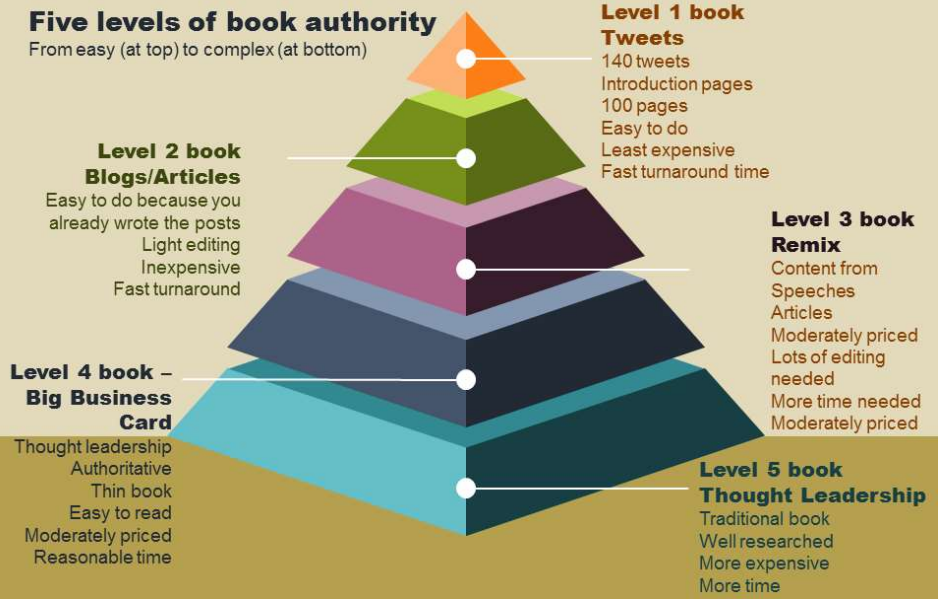 Five levels of book authority
From easy (at top) to complex (at bottom)
Level 1 book
Tweets
140 tweets
Introduction pages
100 pages
Easy to do
Least expensive
Fast turnaround time
Level 2 book
Blogs/Articles
Easy to do because you
already wrote the posts
Light editing
Inexpensive
Fast turnaround
Level 3 book
Remix
Content from
Speeches
Articles
Moderately priced
Lots of editing
needed
More time needed
Moderately priced
Level 4 book –
Big Business
Card
Thought leadership
Authoritative
Thin book
Easy to read
Moderately priced
Reasonable time
Level 5 book
Thought Leadership
Traditional book
Well researched
More expensive
More time